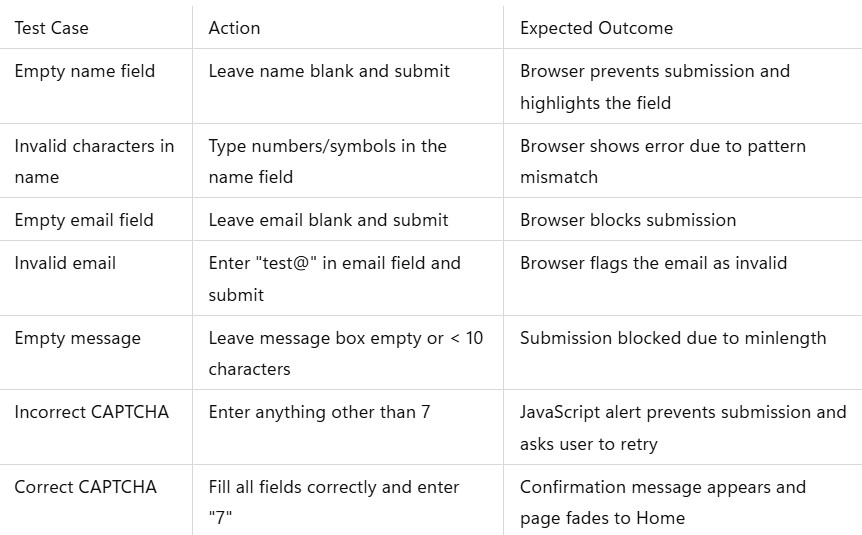 Test Case Action Expected Outcome
Empty name field Leave name blank and submit Browser prevents submission and
highlights the field
Invalid characters in Type numbers/symbols in the Browser shows error due to pattern
name name field mismatch
Empty email field Leave email blank and submit Browser blocks submission
Invalid email Enter "test@" in email field and Browser flags the email as invalid
submit
Empty message Leave message box empty or < 10 Submission blocked due to minlength
characters
Incorrect CAPTCHA Enter anything other than 7 JavaScript alert prevents submission and
asks user to retry
Correct CAPTCHA Fill all fields correctly and enter Confirmation message appears and
"7" page fades to Home